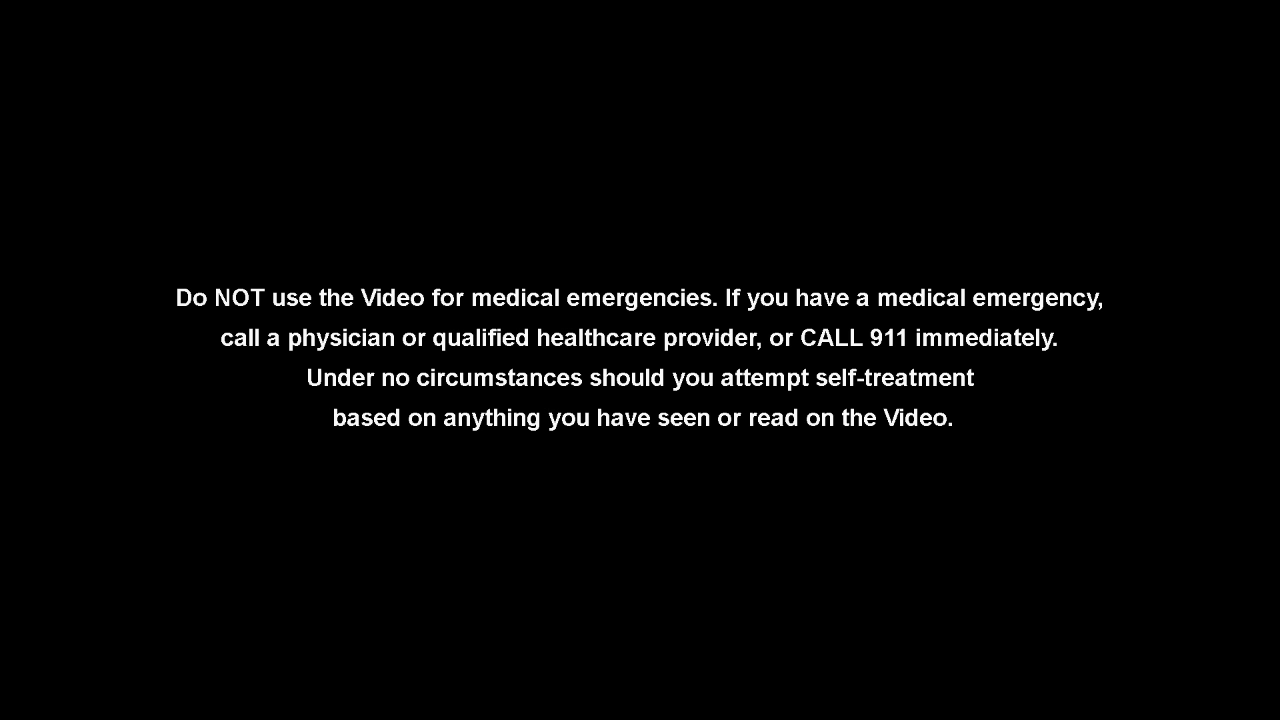 Do NOT use the Video for medical emergencies. If you have a medical emergency,
call a physician or qualified healthcare provider, or CALL 911 immediately.
Under no circumstances should you attempt self-treatment
based on anything you have seen or read on the Video.